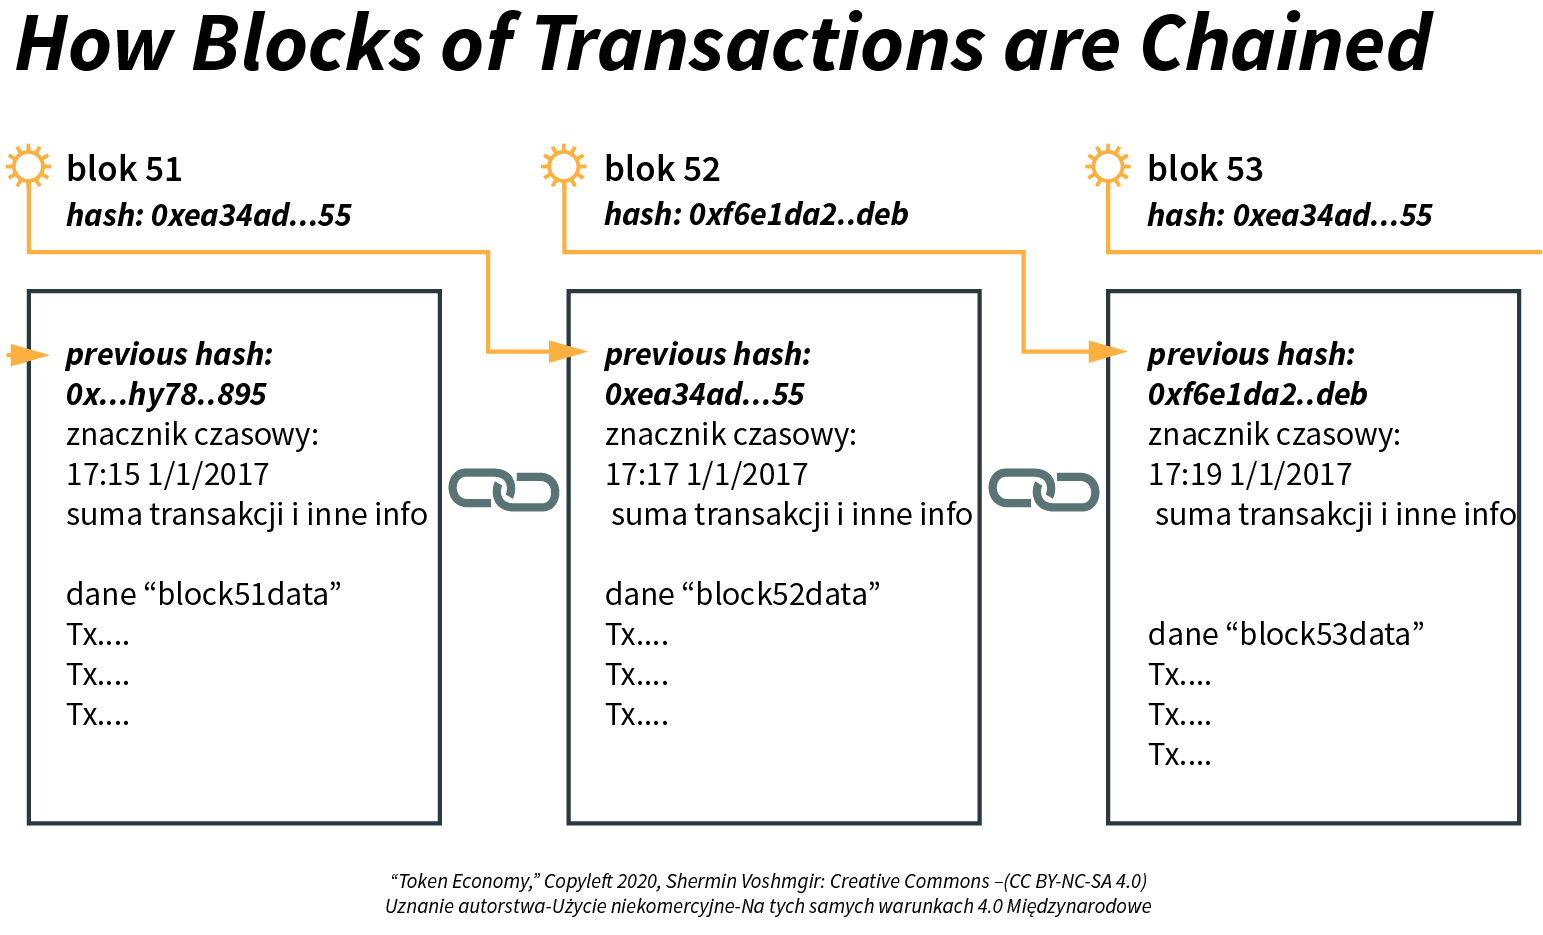 How Blocks of Transactions are Chained
blok 51
hash: 0xea34ad...55
previous hash:
0x...hy78..895
znacznik czasowy:
17:15 1/1/2017
suma transakcji i inne info
dane “block51data”
Tx....
Tx....
Tx....
blok 52
hash: 0xf6e1da2..deb
previous hash:
0xea34ad...55
znacznik czasowy:
17:17 1/1/2017
suma transakcji i inne info
dane “block52data”
Tx....
Tx....
Tx....
blok 53
hash: 0xea34ad...55
previous hash:
0xf6e1da2..deb
znacznik czasowy:
17:19 1/1/2017
suma transakcji i inne info
dane “block53data”
Tx....
Tx....
Tx....
“Token Economy,” Copyleft 2020, Shermin Voshmgir: Creative Commons –(CC BY-NC-SA 4.0)
Uznanie autorstwa-Użycie niekomercyjne-Na tych samych warunkach 4.0 Międzynarodowe